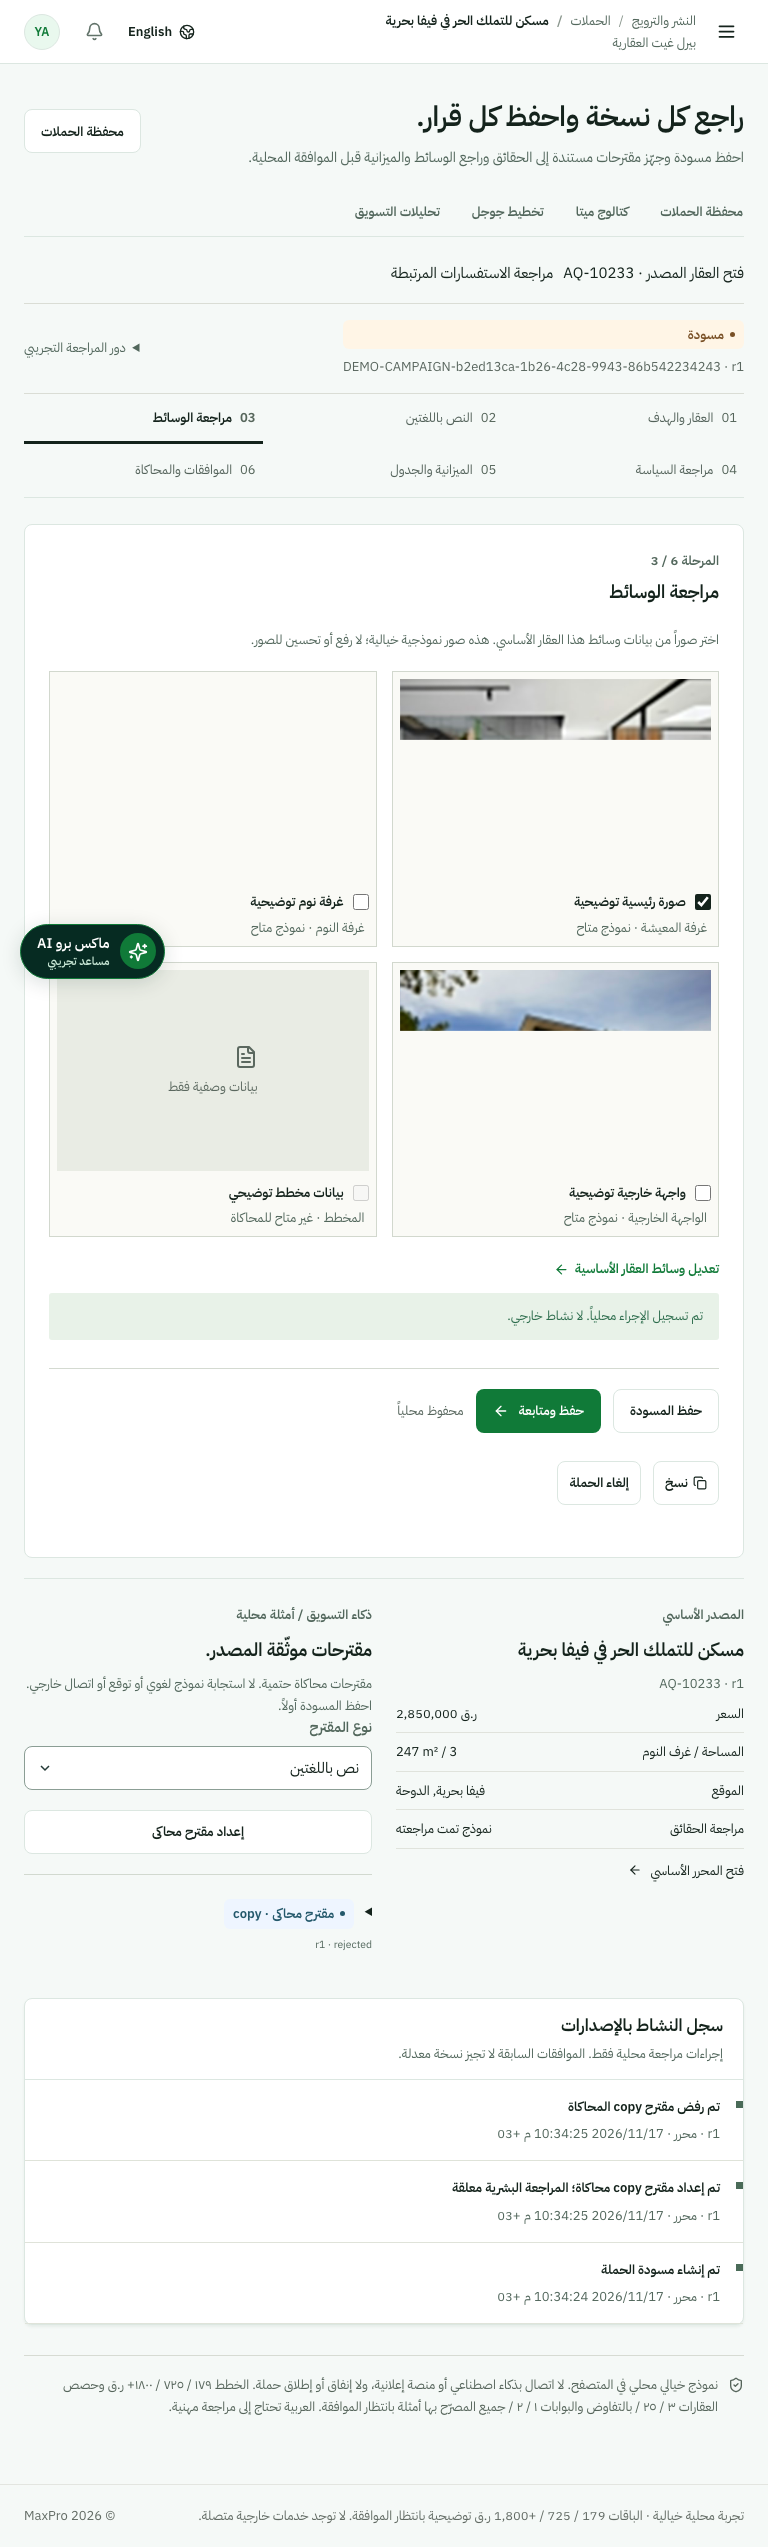 النشر والترويج / الحملات / مسكن للتملك الحر في فيفا بحرية
بيرل غيت العقارية
English
YA
راجع كل نسخة واحفظ كل قرار.
احفظ مسودة وجهّز مقترحات مستندة إلى الحقائق وراجع الوسائط والميزانية قبل الموافقة المحلية.
محفظة الحملات
محفظة الحملات
كتالوج ميتا
تخطيط جوجل
تحليلات التسويق
فتح العقار المصدر · AQ-10233 مراجعة الاستفسارات المرتبطة
مسودة
DEMO-CAMPAIGN-b2ed13ca-1b26-4c28-9943-86b542234243 · r1
دور المراجعة التجريبي
01 العقار والهدف
02 النص باللغتين
03 مراجعة الوسائط
04 مراجعة السياسة
05 الميزانية والجدول
06 الموافقات والمحاكاة
المرحلة 6 / 3
مراجعة الوسائط
اختر صوراً من بيانات وسائط هذا العقار الأساسي. هذه صور نموذجية خيالية؛ لا رفع أو تحسين للصور.
صورة رئيسية توضيحية
غرفة المعيشة · نموذج متاح
غرفة نوم توضيحية
غرفة النوم · نموذج متاح
ماكس برو AI
مساعد تجريبي
واجهة خارجية توضيحية
الواجهة الخارجية · نموذج متاح
بيانات وصفية فقط
بيانات مخطط توضيحي
المخطط · غير متاح للمحاكاة
تعديل وسائط العقار الأساسية
تم تسجيل الإجراء محلياً. لا نشاط خارجي.
حفظ المسودة
حفظ ومتابعة
محفوظ محلياً
نسخ
إلغاء الحملة
المصدر الأساسي
مسكن للتملك الحر في فيفا بحرية
AQ-10233 · r1
السعر
2,850,000 ر.ق
المساحة / غرف النوم
247 m² / 3
الموقع
فيفا بحرية, الدوحة
مراجعة الحقائق
نموذج تمت مراجعته
فتح المحرر الأساسي
ذكاء التسويق / أمثلة محلية
مقترحات موثّقة المصدر.
مقترحات محاكاة حتمية. لا استجابة نموذج لغوي أو توقع أو اتصال خارجي.
احفظ المسودة أولاً.
نوع المقترح
نص باللغتين
إعداد مقترح محاكى
مقترح محاكى · copy
r1 · rejected
سجل النشاط بالإصدارات
إجراءات مراجعة محلية فقط. الموافقات السابقة لا تجيز نسخة معدلة.
تم رفض مقترح copy المحاكاة
r1 · محرر · 2026/11/17 10:34:25 م +03
تم إعداد مقترح copy محاكاة؛ المراجعة البشرية معلقة
r1 · محرر · 2026/11/17 10:34:25 م +03
تم إنشاء مسودة الحملة
r1 · محرر · 2026/11/17 10:34:24 م +03
نموذج خيالي محلي في المتصفح. لا اتصال بذكاء اصطناعي أو منصة إعلانية، ولا إنفاق أو إطلاق حملة. الخطط ١٧٩ / ٧٢٥ / ١٨٠٠+ ر.ق وحصص
العقارات ٣ / ٢٥ / بالتفاوض والبوابات ١ / ٢ / جميع المصرّح بها أمثلة بانتظار الموافقة. العربية تحتاج إلى مراجعة مهنية.
تجربة محلية خيالية · الباقات 179 / 725 / 1,800+ ر.ق توضيحية بانتظار الموافقة. لا توجد خدمات خارجية متصلة.
© 2026 MaxPro